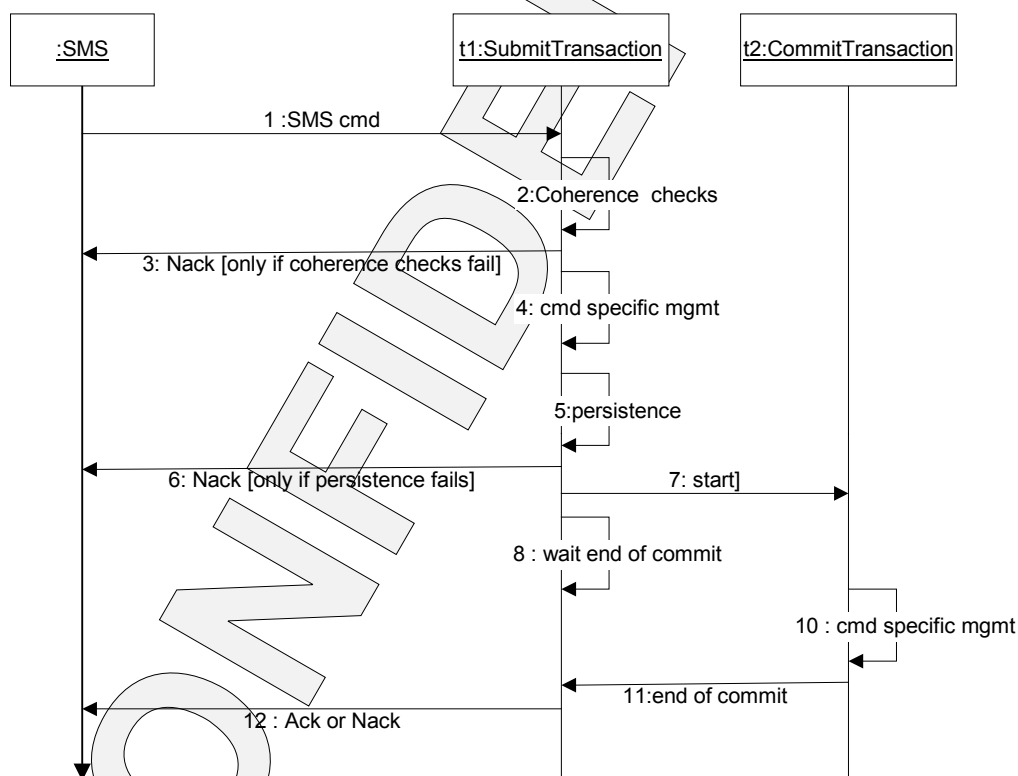 :SMS
t1:SubmitTransaction
t2:CommitTransaction
1 :SMS cmd
2:Coherence checks
3: Nack [only if coherence checks fail]
4: cmd specific mgmt
5:persistence
6: Nack [only if persistence fails]
7: start]
8 : wait end of commit
10 : cmd specific mgmt
11:end of commit
12 : Ack or Nack
ONFIDE